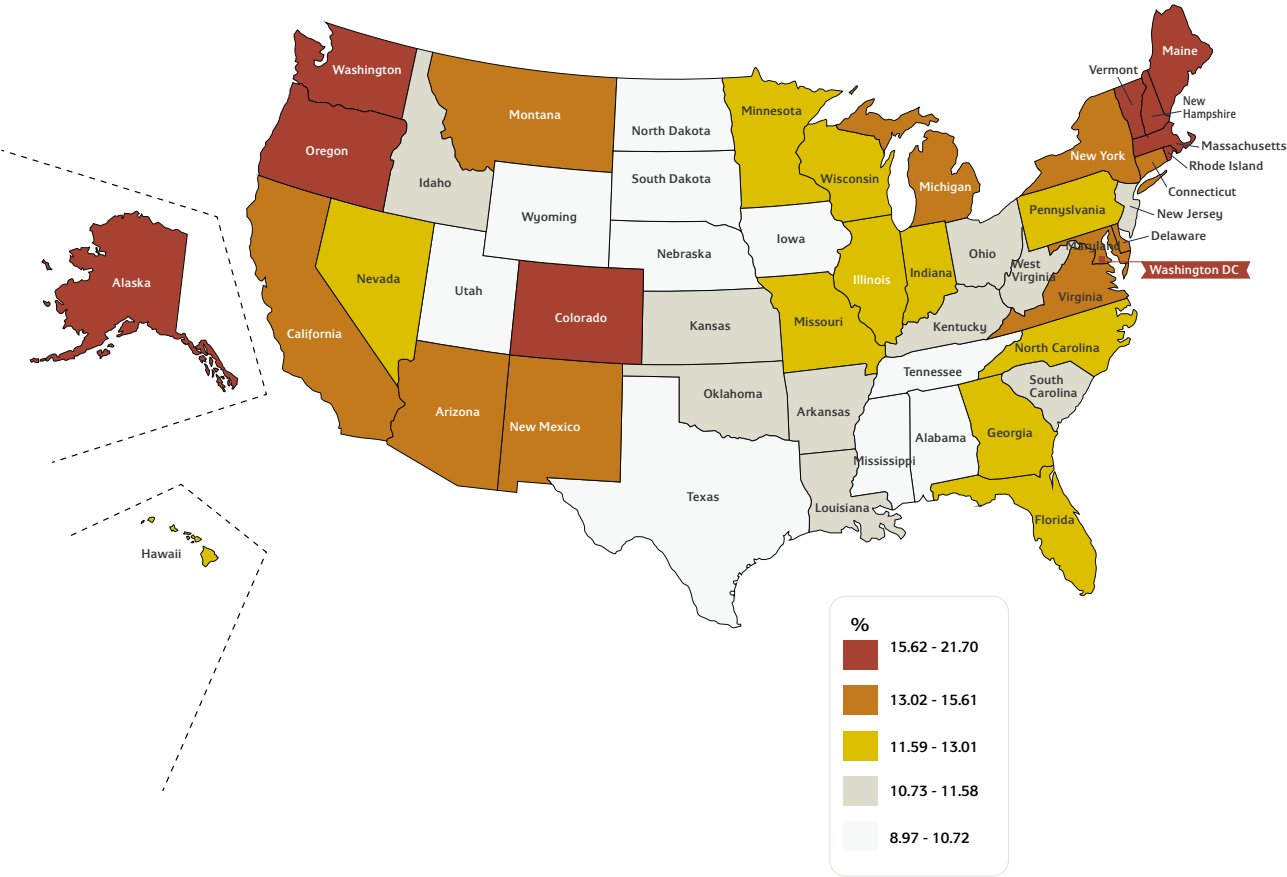 Maine
Washington
Vermont
New
Hampshire
Minnesota
Montana
North Dakota
Massachusetts
Oregon
New York
Rhode Island
Wisconsin
South Dakota
Idaho
Michigan
Connecticut
Pennyslvania
New Jersey
Wyoming
Iowa
Delaware
Maryland
Ohio
Nebraska
West
Virginia
Washington DC
Indiana
Illinois
Nevada
Alaska
Utah
Virginia
Colorado
Missouri
Kansas
Kentucky
California
North Carolina
Tennessee
South
Carolina
Oklahoma
Arkansas
Arizona
New Mexico
Georgia
Alabama
Mississippi
Texas
Louisiana
Florida
Hawaii
%
15.62 - 21.70
13.02 - 15.61
11.59 - 13.01
10.73 - 11.58
8.97 - 10.72